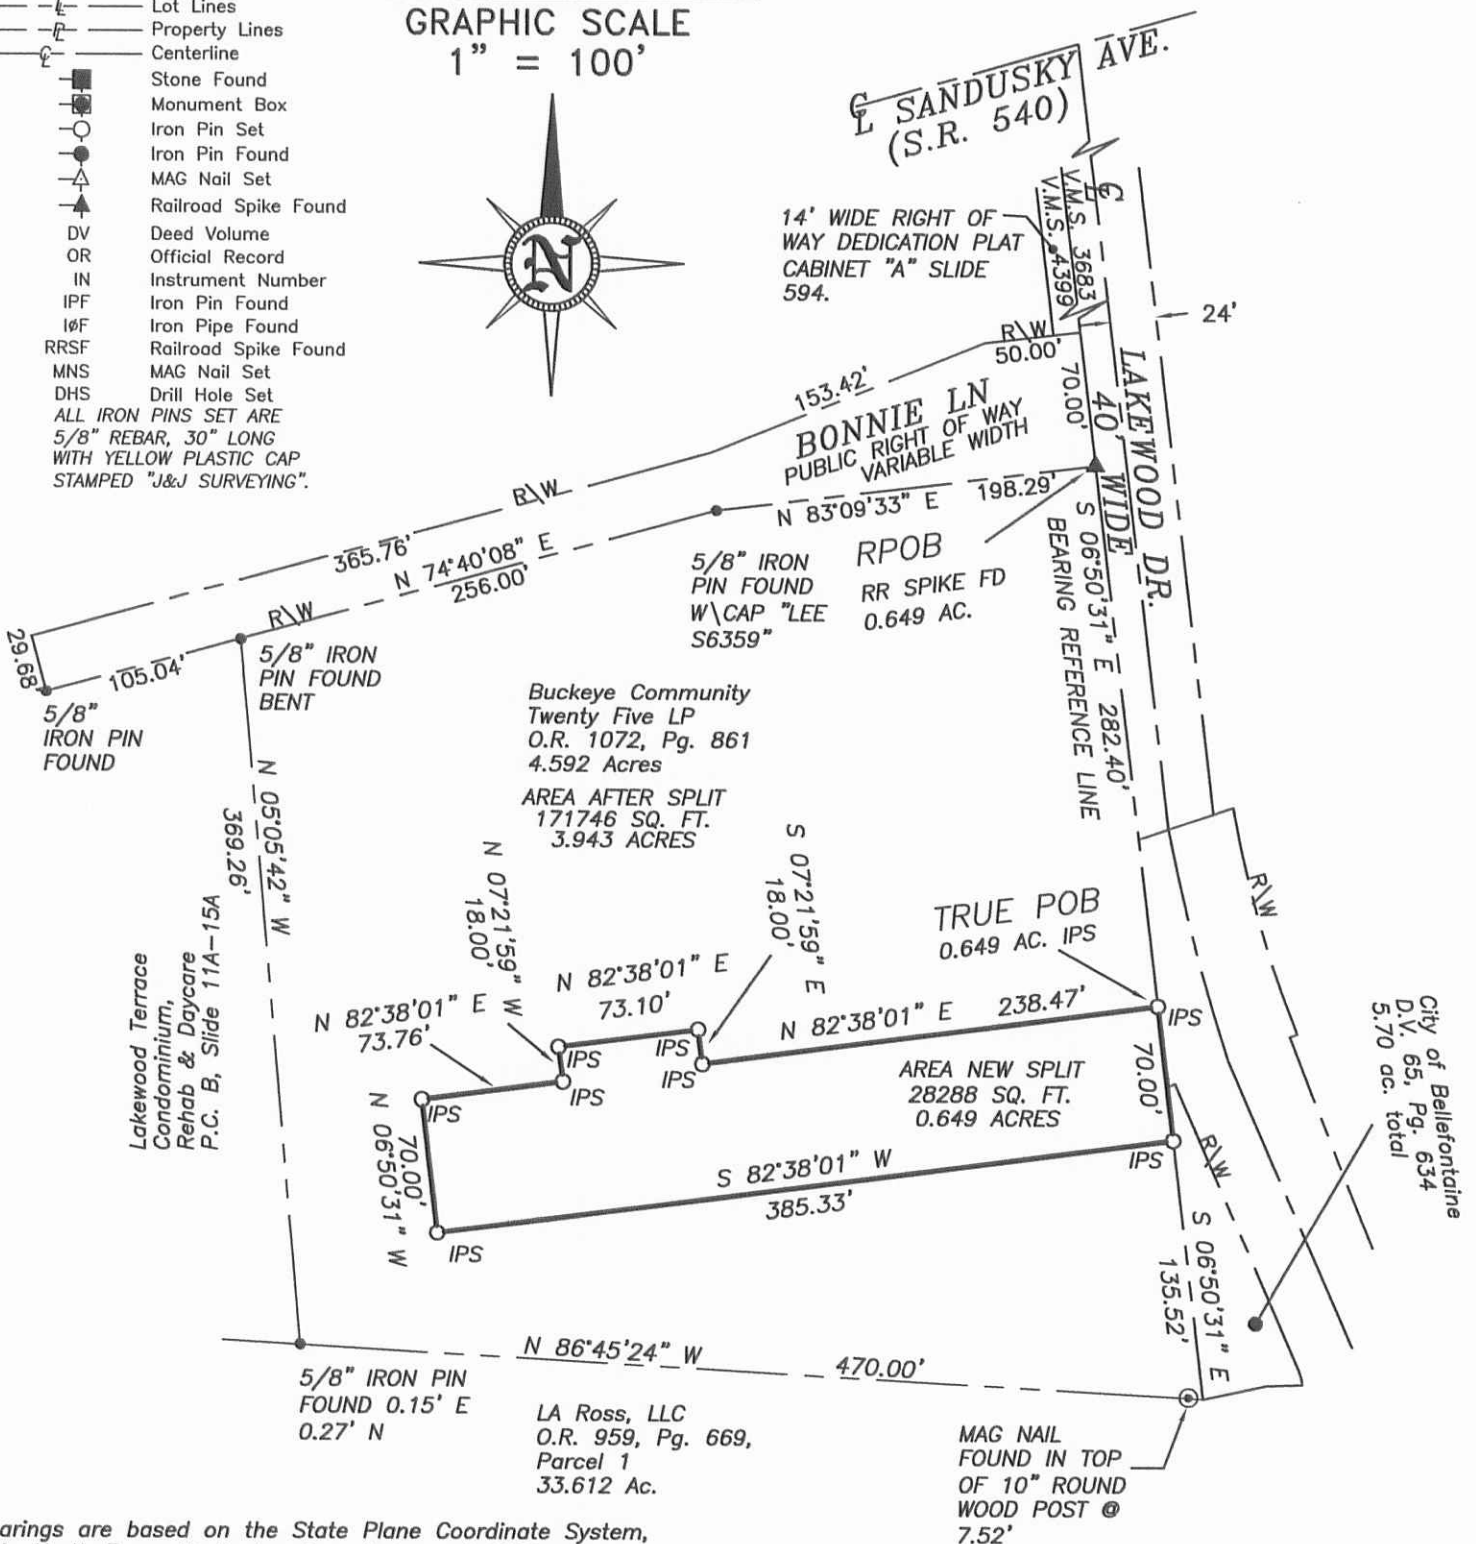 Lot Lines
Property Lines
Centerline
Stone Found
Monument Box
Iron Pin Set
Iron Pin Found
MAG Nail Set
Railroad Spike Found
DV Deed Volume
OR Official Record
IN Instrument Number
IPF Iron Pin Found
IøF Iron Pipe Found
RRSF Railroad Spike Found
MNS MAG Nail Set
DHS Drill Hole Set
ALL IRON PINS SET ARE
5/8" REBAR, 30" LONG
WITH YELLOW PLASTIC CAP
STAMPED "J&J SURVEYING".
GRAPHIC SCALE
1" = 100'
N
℄ SANDUSKY AVE.
(S.R. 540)
14' WIDE RIGHT OF
WAY DEDICATION PLAT
CABINET "A" SLIDE
594.
V.M.S. 4399
V.M.S. 3683
℄
24'
LAKEWOOD DR.
40' WIDE
R\W
50.00'
70.00'
153.42'
BONNIE LN
PUBLIC RIGHT OF WAY
VARIABLE WIDTH
R\W
365.76'
N 83°09'33" E 198.29'
N 74°40'08" E
256.00'
R\W
29.68
105.04'
5/8"
IRON PIN
FOUND
5/8" IRON
PIN FOUND
BENT
5/8" IRON
PIN FOUND
W\CAP "LEE
S6359"
RPOB
RR SPIKE FD
0.649 AC.
S 06°50'31" E 282.40'
BEARING REFERENCE LINE
Buckeye Community
Twenty Five LP
O.R. 1072, Pg. 861
4.592 Acres
AREA AFTER SPLIT
171746 SQ. FT.
3.943 ACRES
N 05°05'42" W
369.26'
Lakewood Terrace
Condominium,
Rehab & Daycare
P.C. B, Slide 11A-15A
N 07°21'59" W
18.00'
S 07°21'59" E
18.00'
TRUE POB
0.649 AC. IPS
R\W
N 82°38'01" E
73.76'
N 82°38'01" E
73.10'
N 82°38'01" E 238.47'
IPS
IPS
IPS
IPS
IPS
IPS
AREA NEW SPLIT
28288 SQ. FT.
0.649 ACRES
70.00'
N 06°50'31" W
70.00'
S 82°38'01" W
385.33'
IPS
IPS
R\W
City of Bellefontaine
D.V. 65, Pg. 634
5.70 ac. total
S 06°50'31" E
135.52'
N 86°45'24" W 470.00'
5/8" IRON PIN
FOUND 0.15' E
0.27' N
LA Ross, LLC
O.R. 959, Pg. 669,
Parcel 1
33.612 Ac.
MAG NAIL
FOUND IN TOP
OF 10" ROUND
WOOD POST @
7.52'
arings are based on the State Plane Coordinate System,